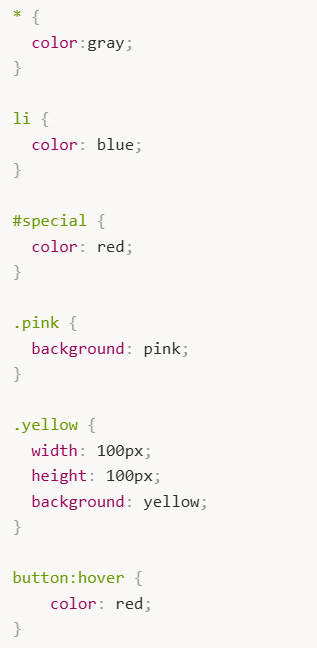 * {
  color:gray;
}

li {
  color: blue;
}

#special {
  color: red;
}

.pink {
  background: pink;
}

.yellow {
  width: 100px;
  height: 100px;
  background: yellow;
}

button:hover {
    color: red;
}